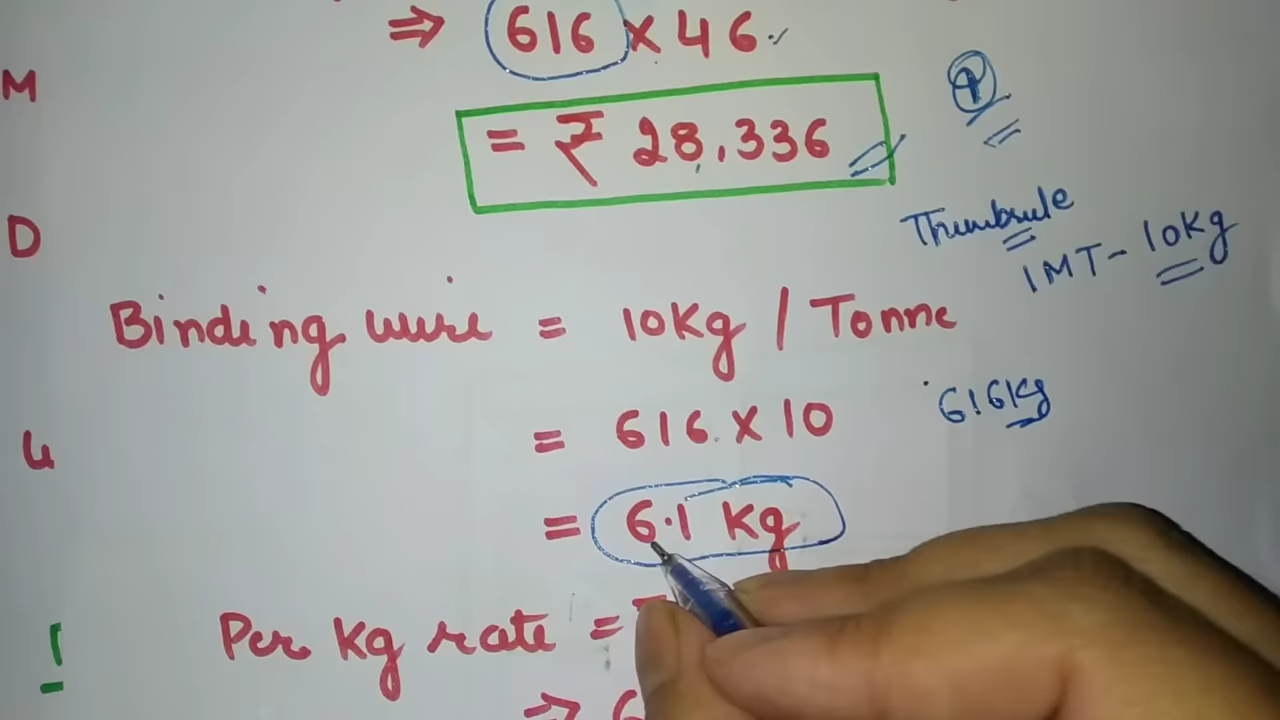 ⇒ 616 × 46
M
= ₹ 28,336
D
Thumbrule
1MT - 10Kg
Binding wire = 10Kg / Tonne
= 616 × 10
616Kg
4
= 6.1 Kg
Per Kg rate = ₹
!
⇒ 6